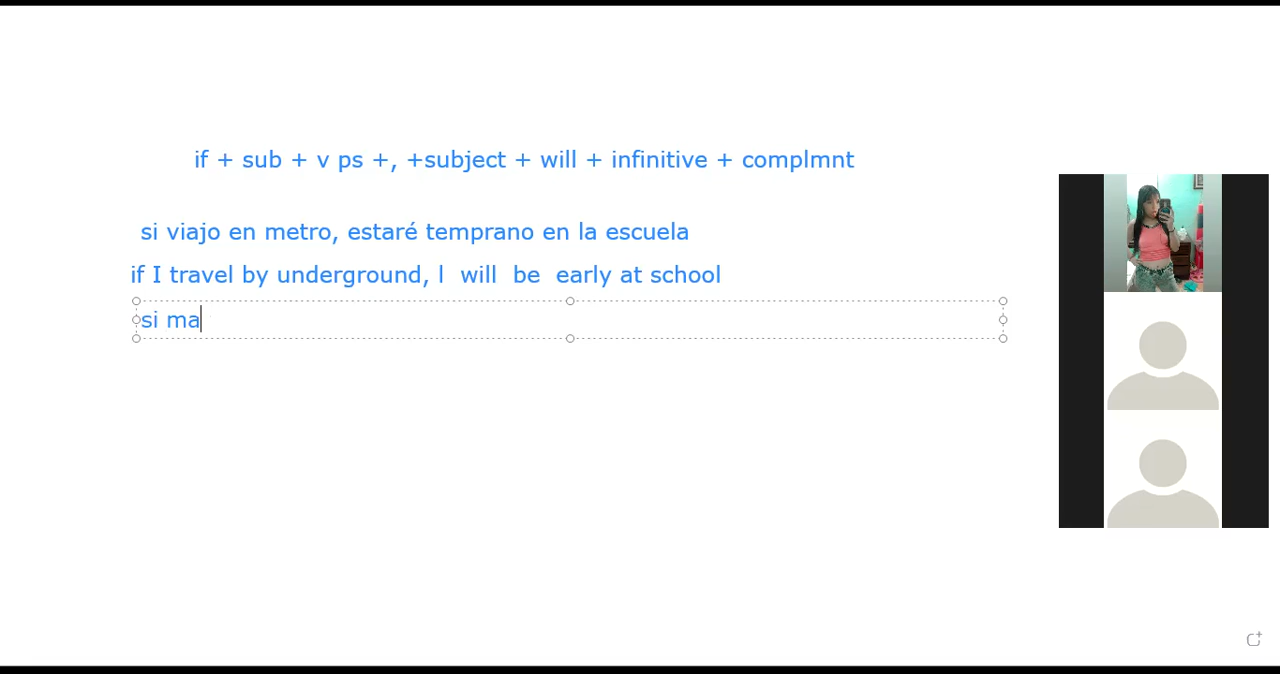 if + sub + v ps +, +subject + will + infinitive + complmnt
si viajo en metro, estaré temprano en la escuela
if I travel by underground, l will be early at school
si ma